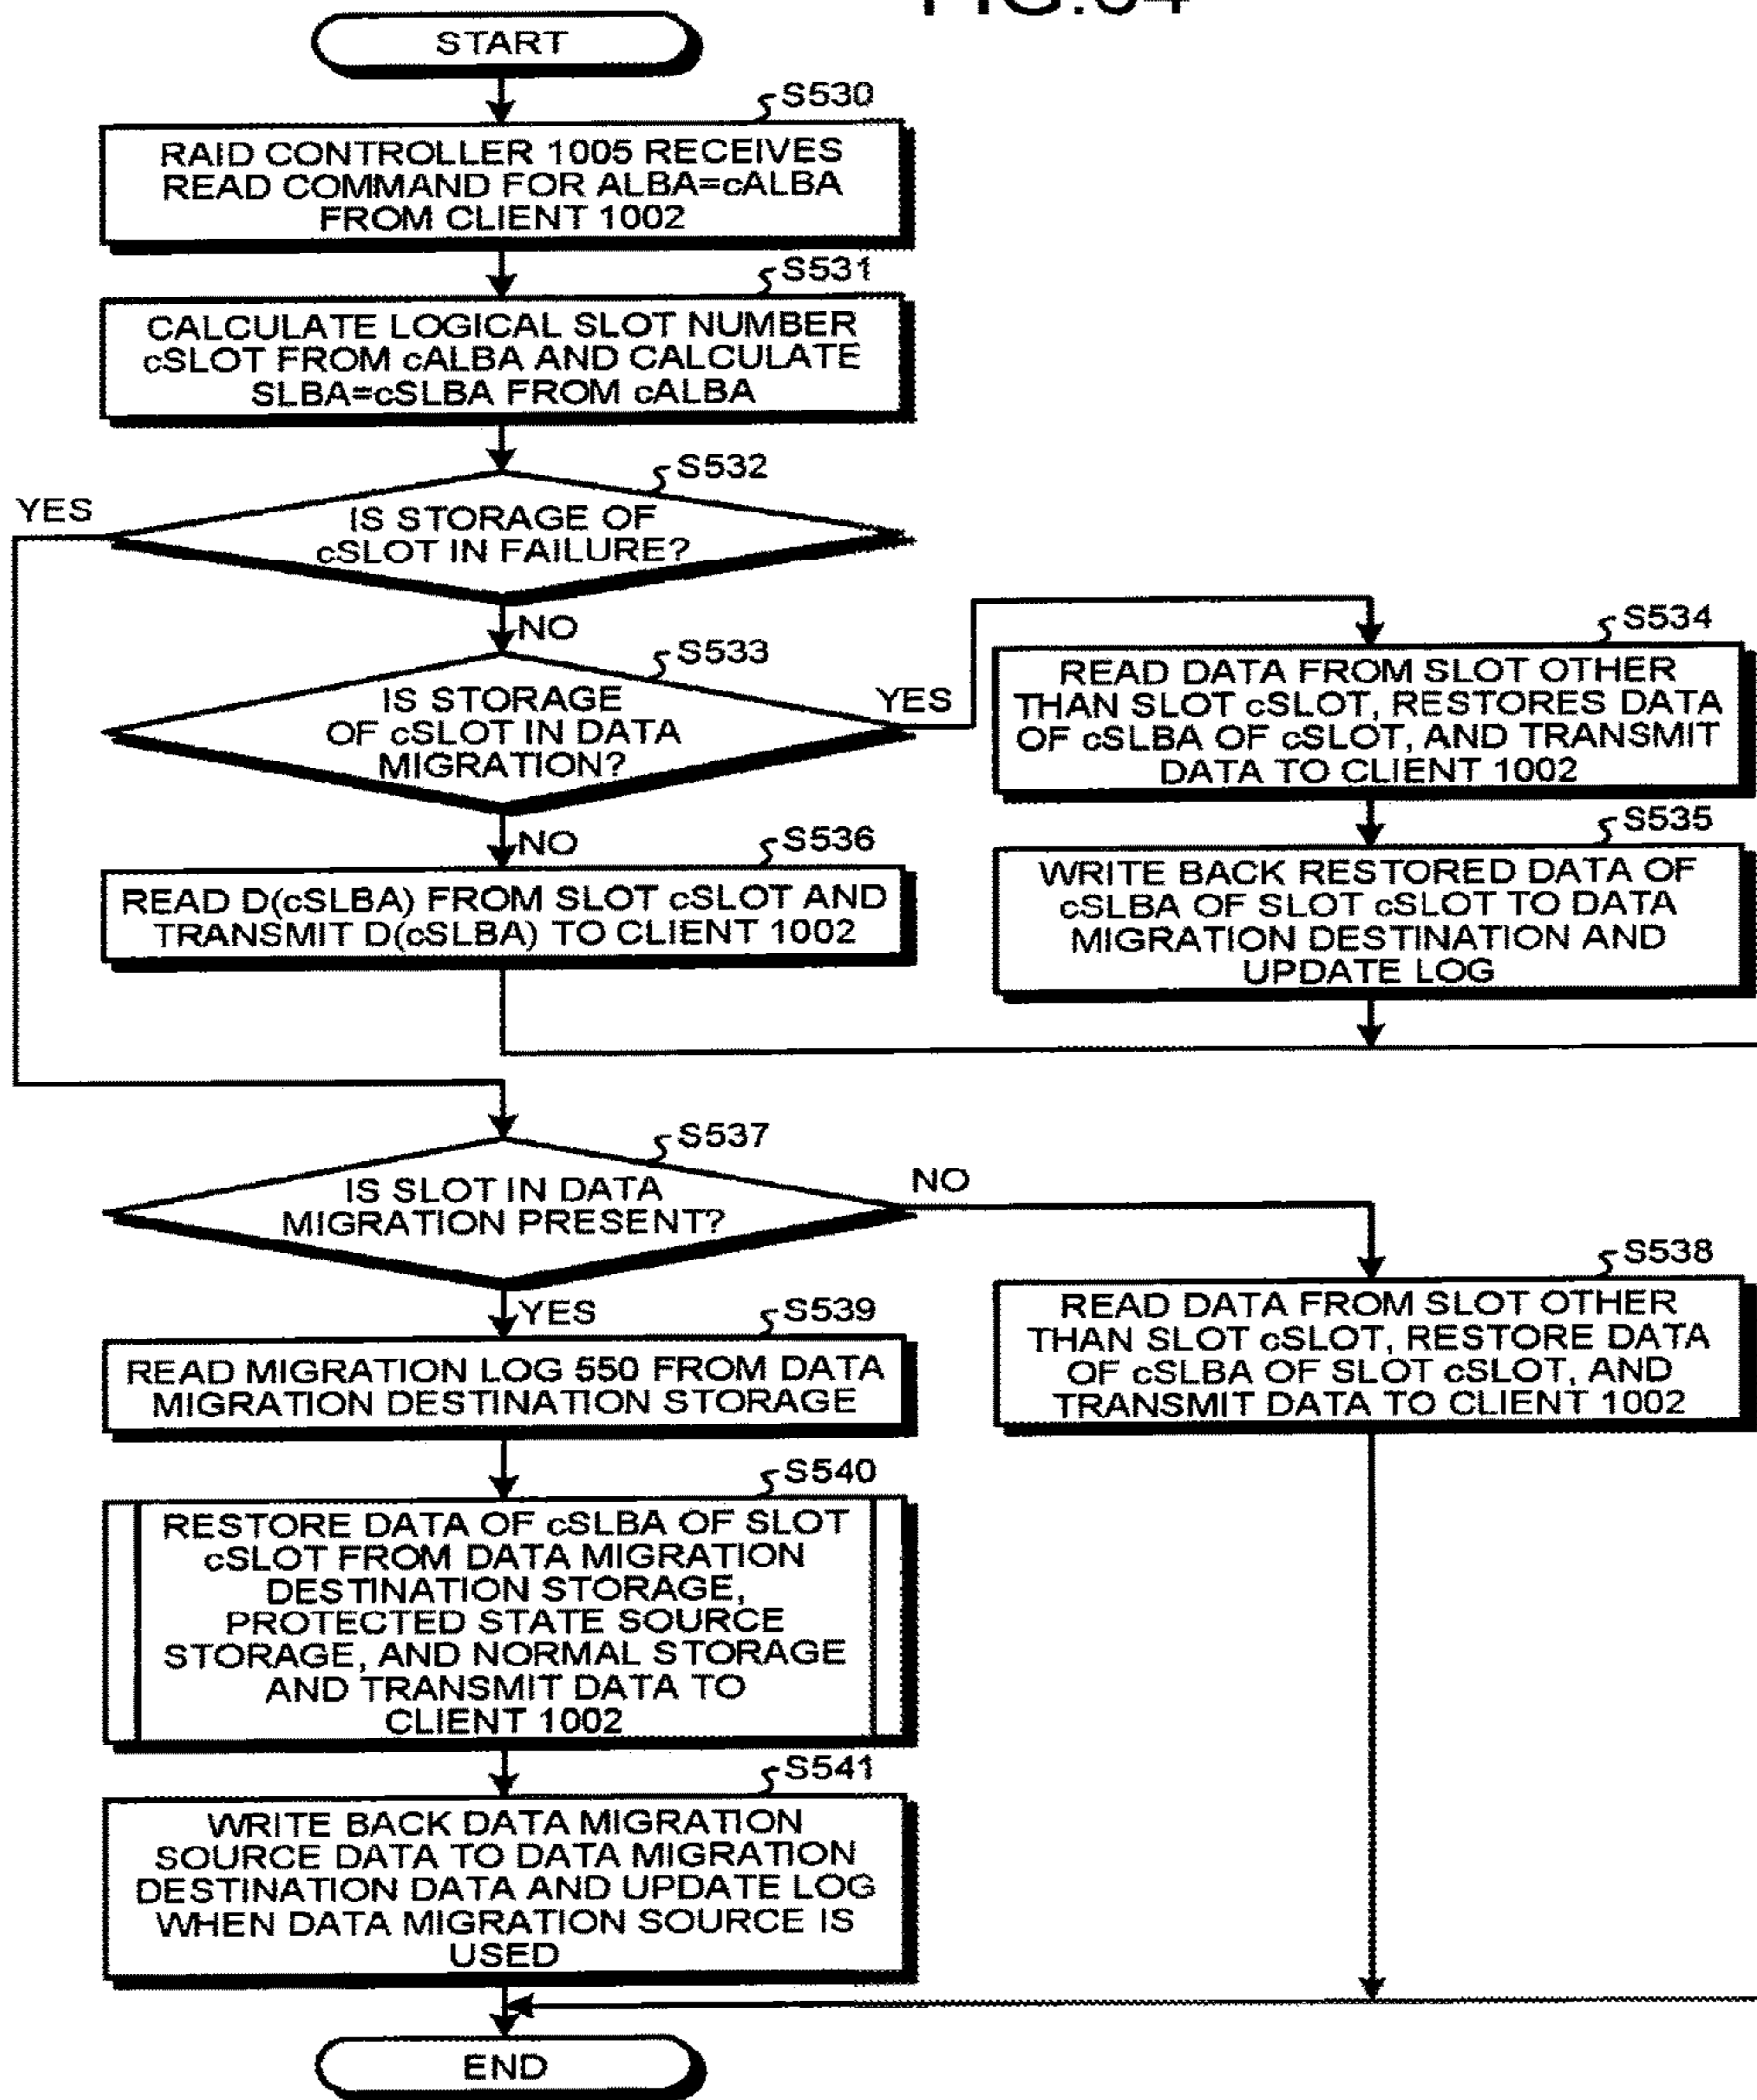 FIG.54
START
S530
RAID CONTROLLER 1005 RECEIVES
READ COMMAND FOR ALBA=cALBA
FROM CLIENT 1002
S531
CALCULATE LOGICAL SLOT NUMBER
cSLOT FROM cALBA AND CALCULATE
SLBA=cSLBA FROM cALBA
S532
YES
IS STORAGE OF
cSLOT IN FAILURE?
NO
S533
IS STORAGE
OF cSLOT IN DATA
MIGRATION?
YES
S534
READ DATA FROM SLOT OTHER
THAN SLOT cSLOT, RESTORES DATA
OF cSLBA OF cSLOT, AND TRANSMIT
DATA TO CLIENT 1002
NO
S536
READ D(cSLBA) FROM SLOT cSLOT AND
TRANSMIT D(cSLBA) TO CLIENT 1002
S535
WRITE BACK RESTORED DATA OF
cSLBA OF SLOT cSLOT TO DATA
MIGRATION DESTINATION AND
UPDATE LOG
S537
IS SLOT IN DATA
MIGRATION PRESENT?
NO
S538
READ DATA FROM SLOT OTHER
THAN SLOT cSLOT, RESTORE DATA
OF cSLBA OF SLOT cSLOT, AND
TRANSMIT DATA TO CLIENT 1002
YES
S539
READ MIGRATION LOG 550 FROM DATA
MIGRATION DESTINATION STORAGE
S540
RESTORE DATA OF cSLBA OF SLOT
cSLOT FROM DATA MIGRATION
DESTINATION STORAGE,
PROTECTED STATE SOURCE
STORAGE, AND NORMAL STORAGE
AND TRANSMIT DATA TO
CLIENT 1002
S541
WRITE BACK DATA MIGRATION
SOURCE DATA TO DATA MIGRATION
DESTINATION DATA AND UPDATE LOG
WHEN DATA MIGRATION SOURCE IS
USED
END